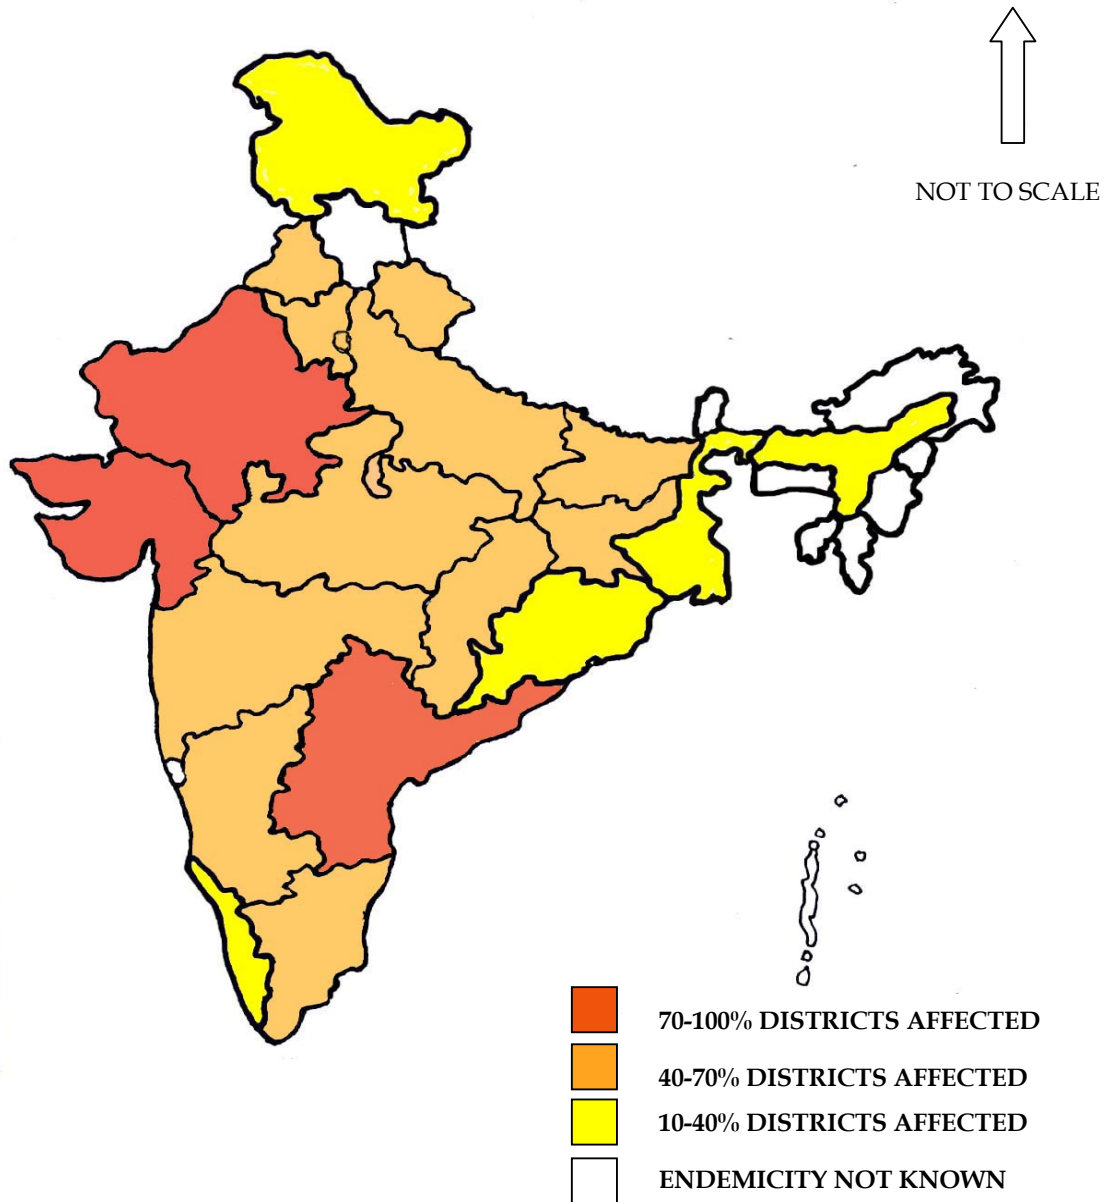 NOT TO SCALE
70-100% DISTRICTS AFFECTED
40-70% DISTRICTS AFFECTED
10-40% DISTRICTS AFFECTED
ENDEMICITY NOT KNOWN